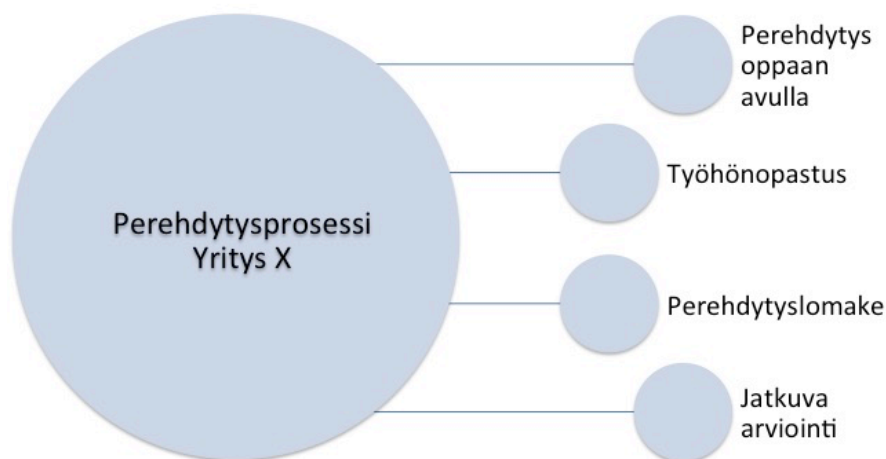 Perehdytysprosessi
Yritys X
Perehdytys
oppaan
avulla
Työhönopastus
Perehdytyslomake
Jatkuva
arviointi